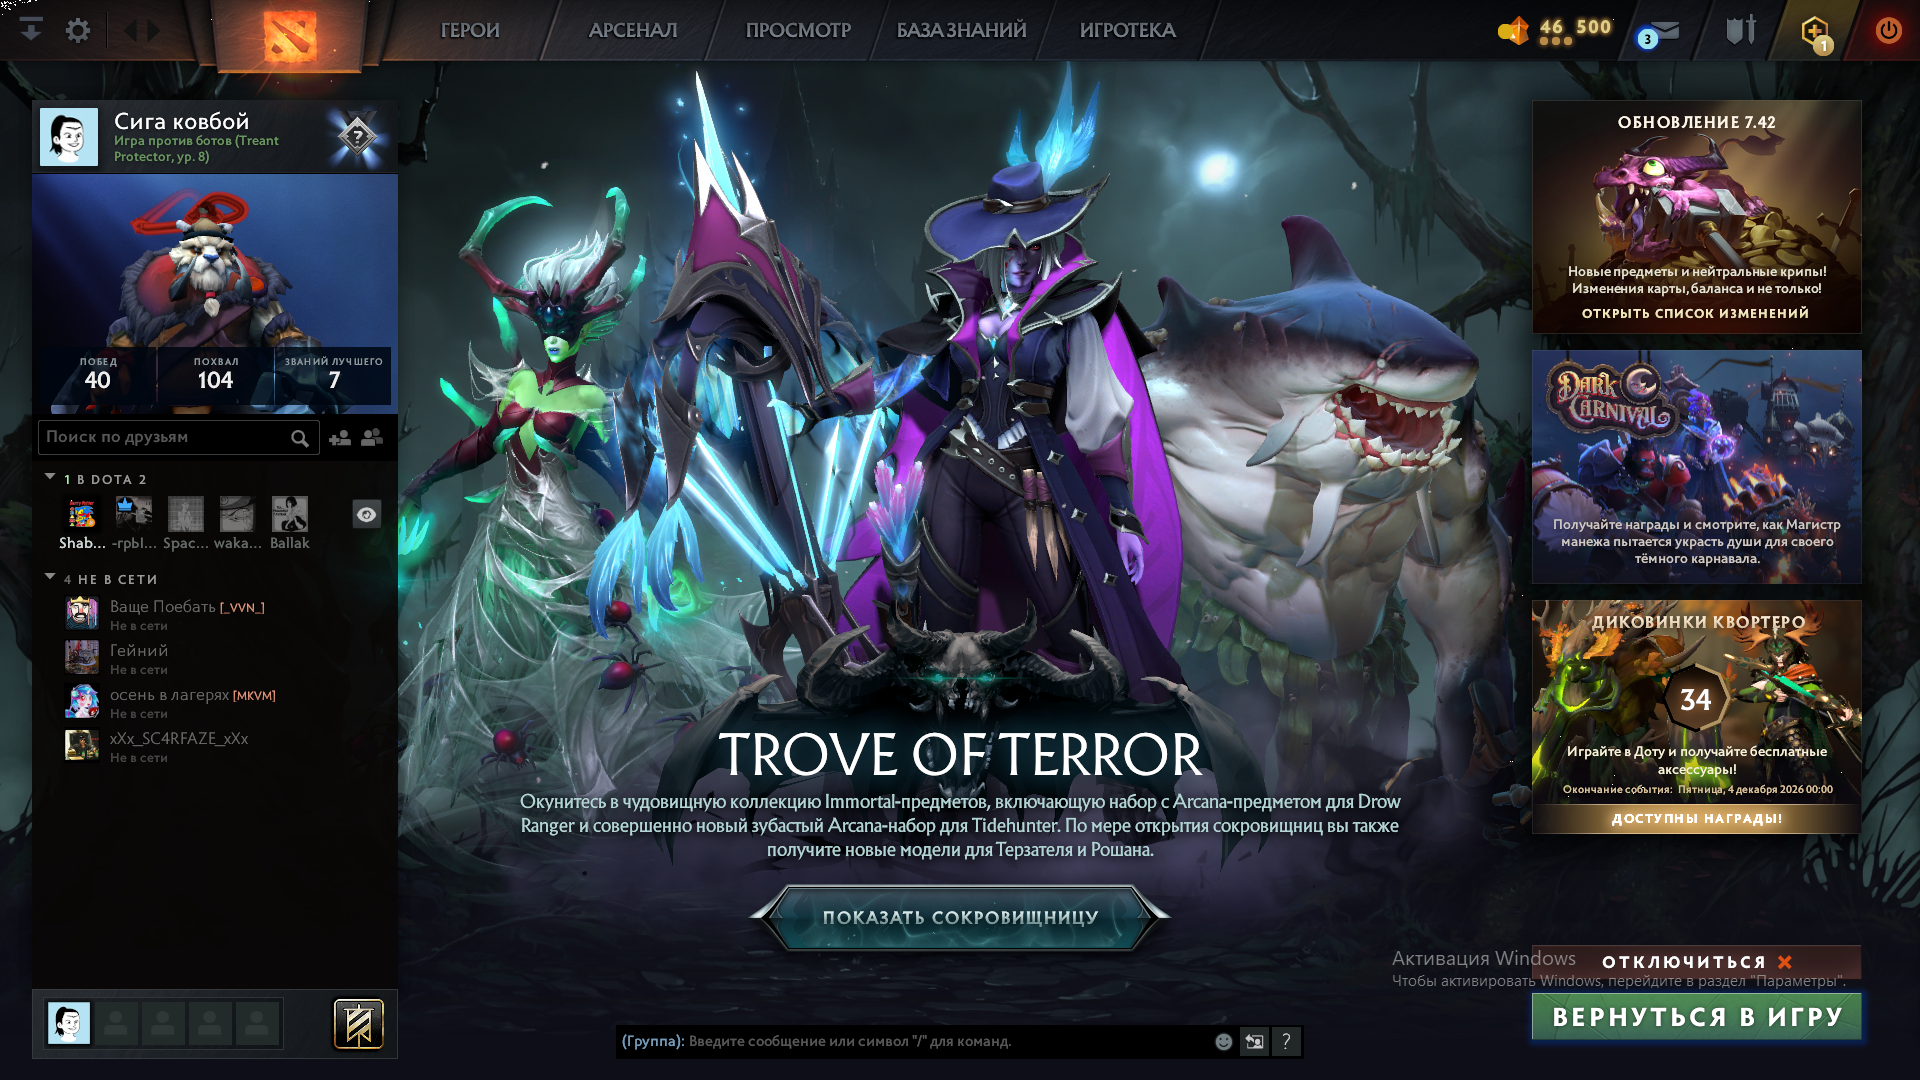 ГЕРОИ
АРСЕНАЛ
ПРОСМОТР
БАЗА ЗНАНИЙ
ИГРОТЕКА
46 500
3
1
Сига ковбой
Игра против ботов (Treant
Protector, ур. 8)
?
ПОБЕД
40
ПОХВАЛ
104
ЗВАНИЙ ЛУЧШЕГО
7
Поиск по друзьям
1 В DOTA 2
Shab...
-грЫ...
Spac...
waka...
Ballak
4 НЕ В СЕТИ
Ваще Поебать [_VVN_]
Не в сети
Гейний
Не в сети
осень в лагерях [MKVM]
Не в сети
xXx_SC4RFAZE_xXx
Не в сети
TROVE OF TERROR
Окунитесь в чудовищную коллекцию Immortal-предметов, включающую набор с Arcana-предметом для Drow
Ranger и совершенно новый зубастый Arcana-набор для Tidehunter. По мере открытия сокровищниц вы также
получите новые модели для Терзателя и Рошана.
ПОКАЗАТЬ СОКРОВИЩНИЦУ
(Группа): Введите сообщение или символ "/" для команд.
?
ОБНОВЛЕНИЕ 7.42
Новые предметы и нейтральные крипы!
Изменения карты, баланса и не только!
ОТКРЫТЬ СПИСОК ИЗМЕНЕНИЙ
DARK
CARNIVAL
Получайте награды и смотрите, как Магистр
манежа пытается украсть души для своего
тёмного карнавала.
ДИКОВИНКИ КВОРТЕРО
34
Играйте в Доту и получайте бесплатные
аксессуары!
Окончание события: Пятница, 4 декабря 2026 00:00
ДОСТУПНЫ НАГРАДЫ!
Активация Windows
Чтобы активировать Windows, перейдите в раздел "Параметры".
ОТКЛЮЧИТЬСЯ
ВЕРНУТЬСЯ В ИГРУ